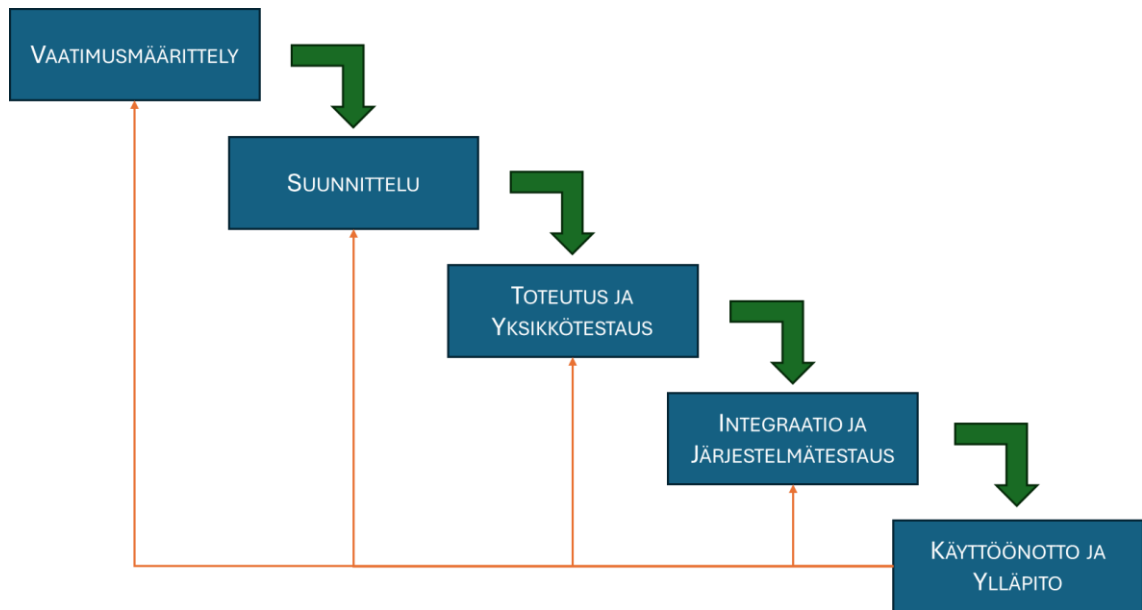 VAATIMUSMÄÄRITTELY
SUUNNITTELU
TOTEUTUS JA
YKSIKKÖTESTAUS
INTEGRAATIO JA
JÄRJESTELMÄTESTAUS
KÄYTTÖÖNOTTO JA
YLLÄPITO